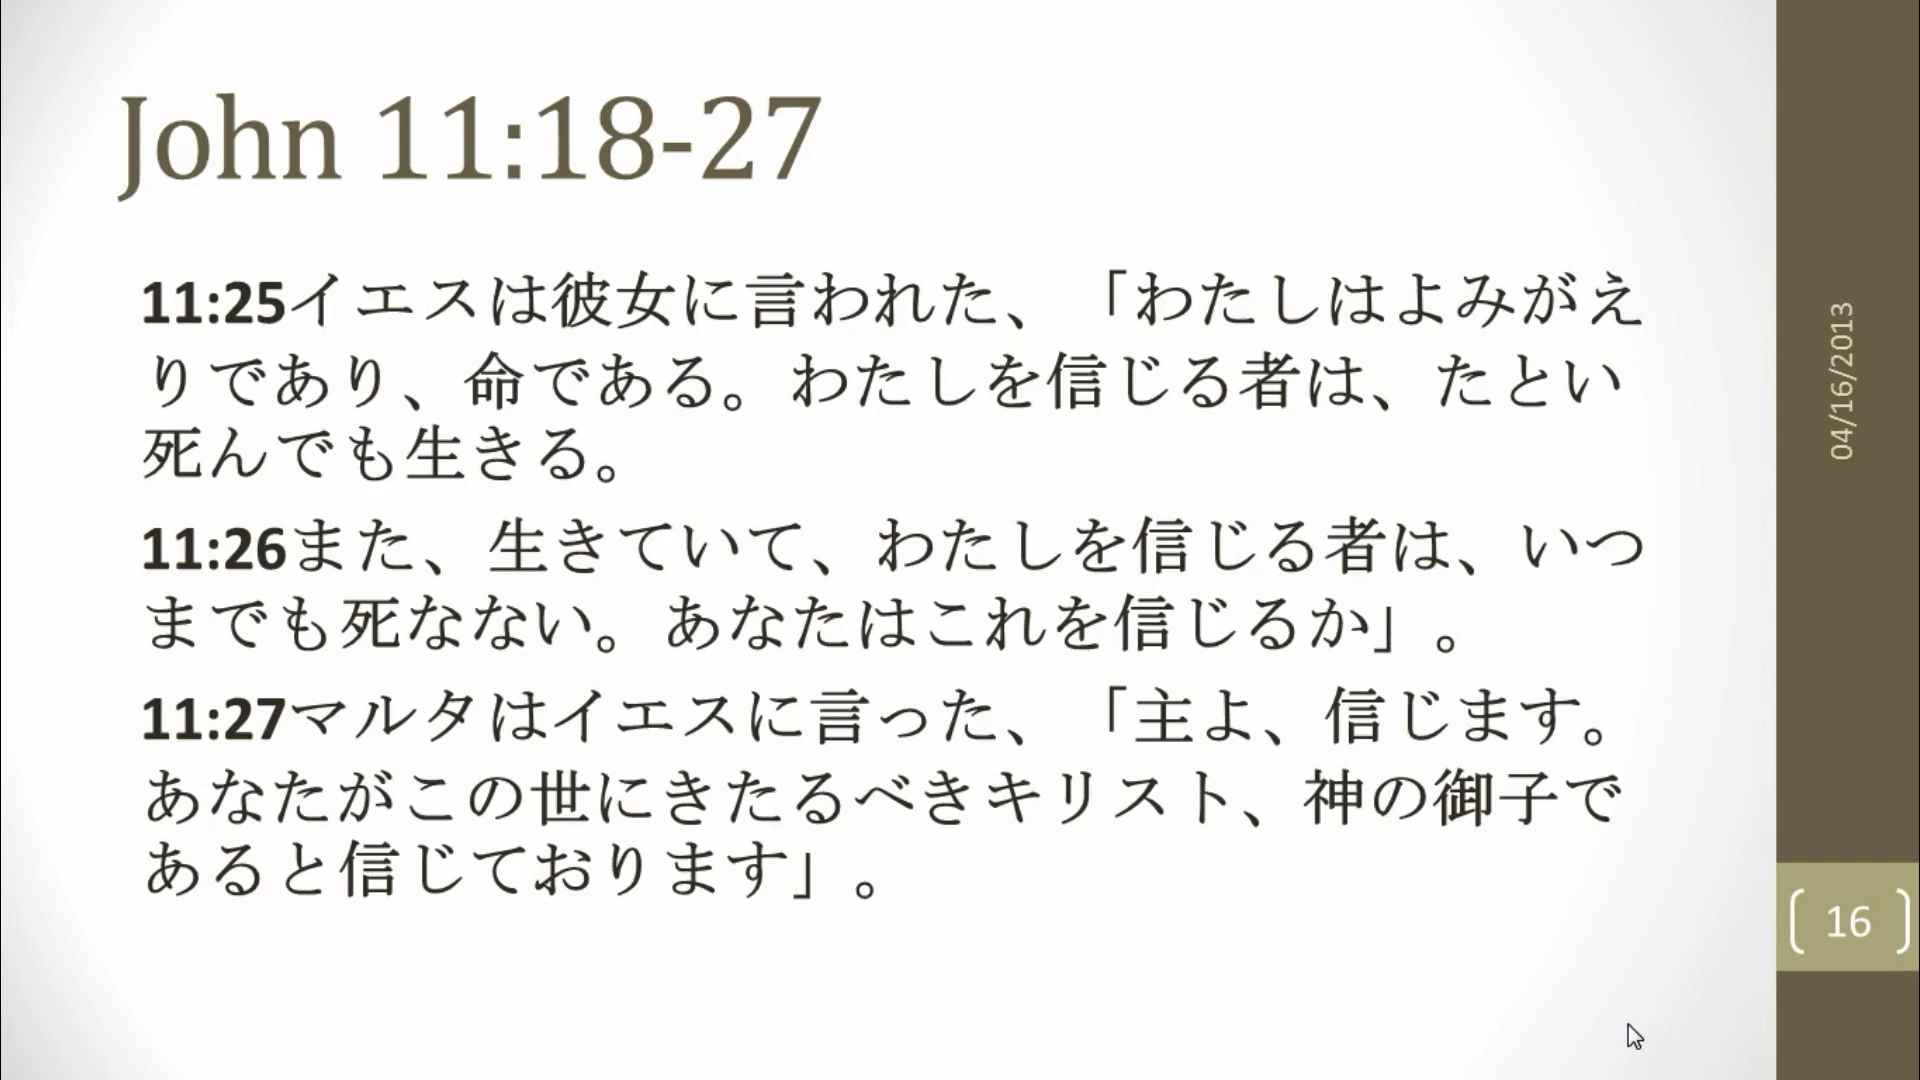 John 11:18-27
11:25イエスは彼女に言われた、「わたしはよみがえ
りであり、命である。わたしを信じる者は、たとい
死んでも生きる。
11:26また、生きていて、わたしを信じる者は、いつ
までも死なない。あなたはこれを信じるか」。
11:27マルタはイエスに言った、「主よ、信じます。
あなたがこの世にきたるべきキリスト、神の御子で
あると信じております」。
04/16/2013
16